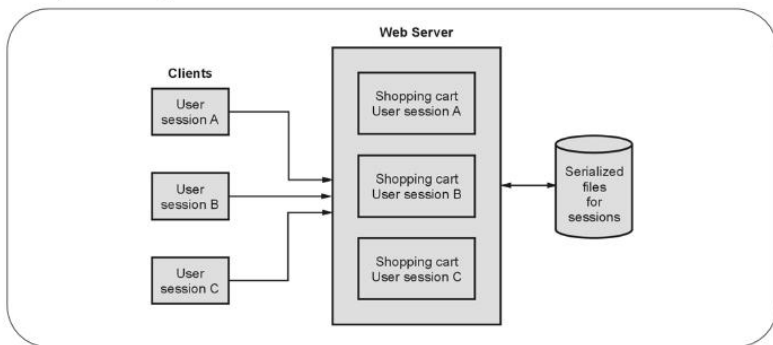 Web Server
Clients
User
session A
User
session B
User
session C
Shopping cart
User session A
Shopping cart
User session B
Shopping cart
User session C
Serialized
files
for
sessions